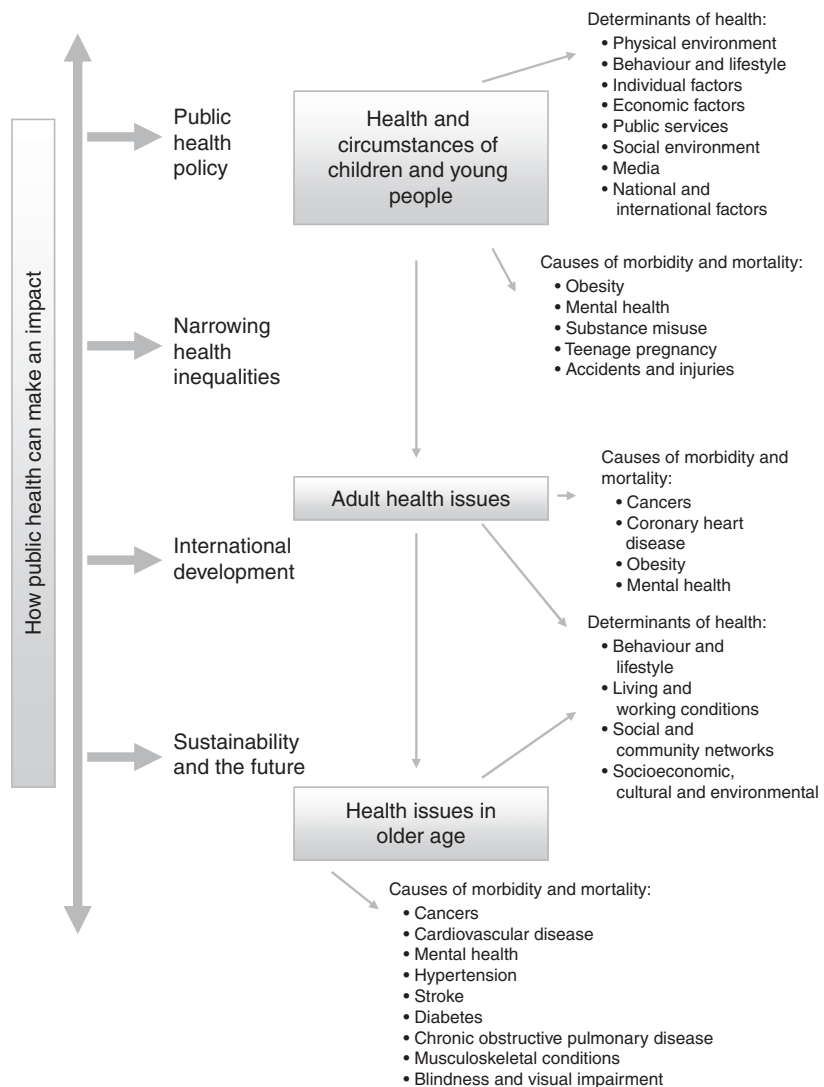 How public health can make an impact
Public
health
policy
Narrowing
health
inequalities
International
development
Sustainability
and the future
Health and
circumstances of
children and young
people
Determinants of health:
• Physical environment
• Behaviour and lifestyle
• Individual factors
• Economic factors
• Public services
• Social environment
• Media
• National and
international factors
Causes of morbidity and mortality:
• Obesity
• Mental health
• Substance misuse
• Teenage pregnancy
• Accidents and injuries
Adult health issues
Causes of morbidity and
mortality:
• Cancers
• Coronary heart
disease
• Obesity
• Mental health
Determinants of health:
• Behaviour and
lifestyle
• Living and
working conditions
• Social and
community networks
• Socioeconomic,
cultural and environmental
Health issues in
older age
Causes of morbidity and mortality:
• Cancers
• Cardiovascular disease
• Mental health
• Hypertension
• Stroke
• Diabetes
• Chronic obstructive pulmonary disease
• Musculoskeletal conditions
• Blindness and visual impairment